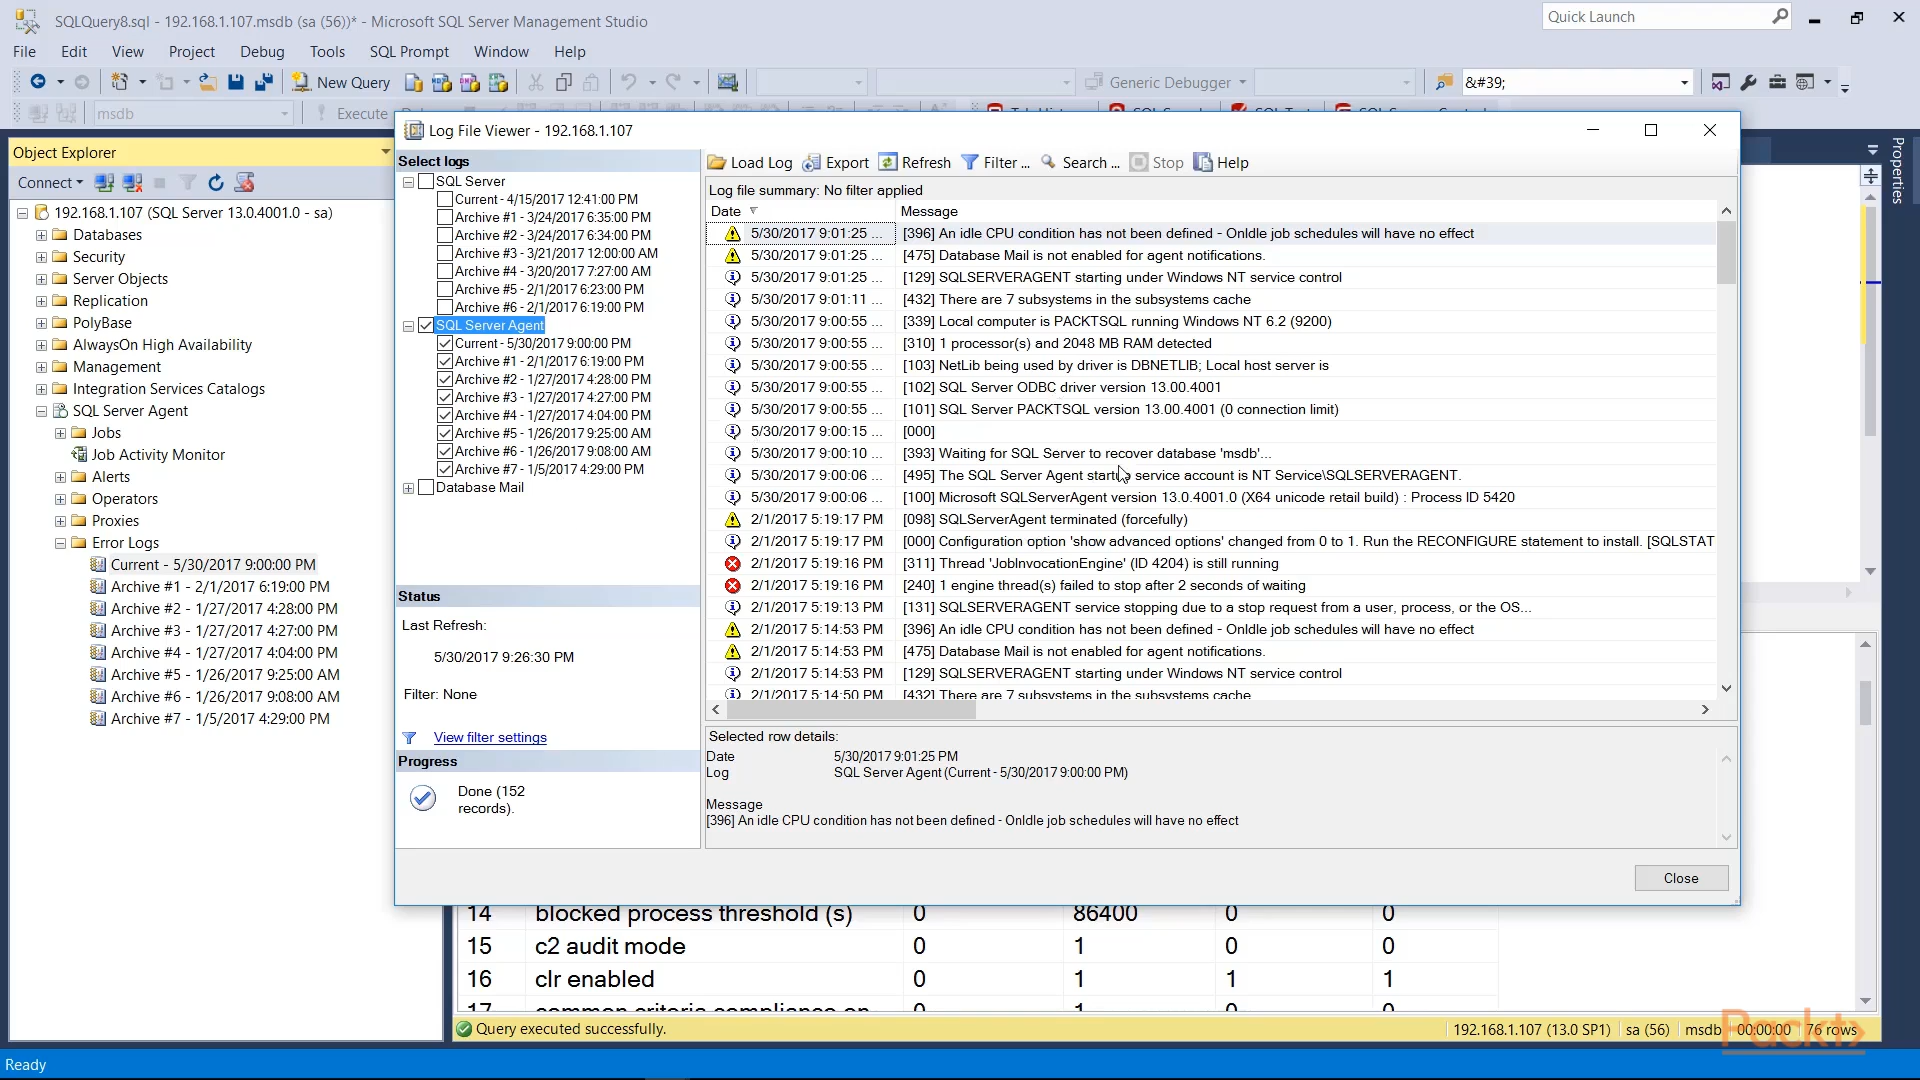 SQLQuery8.sql - 192.168.1.107.msdb (sa (56))* - Microsoft SQL Server Management Studio
Quick Launch
File Edit View Project Debug Tools SQL Prompt Window Help
New Query
Generic Debugger
&#39;
msdb
Execute
Object Explorer
Connect
192.168.1.107 (SQL Server 13.0.4001.0 - sa)
Databases
Security
Server Objects
Replication
PolyBase
AlwaysOn High Availability
Management
Integration Services Catalogs
SQL Server Agent
Jobs
Job Activity Monitor
Alerts
Operators
Proxies
Error Logs
Current - 5/30/2017 9:00:00 PM
Archive #1 - 2/1/2017 6:19:00 PM
Archive #2 - 1/27/2017 4:28:00 PM
Archive #3 - 1/27/2017 4:27:00 PM
Archive #4 - 1/27/2017 4:04:00 PM
Archive #5 - 1/26/2017 9:25:00 AM
Archive #6 - 1/26/2017 9:08:00 AM
Archive #7 - 1/5/2017 4:29:00 PM
Log File Viewer - 192.168.1.107
Select logs
SQL Server
Current - 4/15/2017 12:41:00 PM
Archive #1 - 3/24/2017 6:35:00 PM
Archive #2 - 3/24/2017 6:34:00 PM
Archive #3 - 3/21/2017 12:00:00 AM
Archive #4 - 3/20/2017 7:27:00 AM
Archive #5 - 2/1/2017 6:23:00 PM
Archive #6 - 2/1/2017 6:19:00 PM
SQL Server Agent
Current - 5/30/2017 9:00:00 PM
Archive #1 - 2/1/2017 6:19:00 PM
Archive #2 - 1/27/2017 4:28:00 PM
Archive #3 - 1/27/2017 4:27:00 PM
Archive #4 - 1/27/2017 4:04:00 PM
Archive #5 - 1/26/2017 9:25:00 AM
Archive #6 - 1/26/2017 9:08:00 AM
Archive #7 - 1/5/2017 4:29:00 PM
Database Mail
Status
Last Refresh:
5/30/2017 9:26:30 PM
Filter: None
View filter settings
Progress
Done (152
records).
Load Log Export Refresh Filter ... Search ... Stop Help
Log file summary: No filter applied
Date Message
5/30/2017 9:01:25 ... [396] An idle CPU condition has not been defined - OnIdle job schedules will have no effect
5/30/2017 9:01:25 ... [475] Database Mail is not enabled for agent notifications.
5/30/2017 9:01:25 ... [129] SQLSERVERAGENT starting under Windows NT service control
5/30/2017 9:01:11 ... [432] There are 7 subsystems in the subsystems cache
5/30/2017 9:00:55 ... [339] Local computer is PACKTSQL running Windows NT 6.2 (9200)
5/30/2017 9:00:55 ... [310] 1 processor(s) and 2048 MB RAM detected
5/30/2017 9:00:55 ... [103] NetLib being used by driver is DBNETLIB; Local host server is
5/30/2017 9:00:55 ... [102] SQL Server ODBC driver version 13.00.4001
5/30/2017 9:00:55 ... [101] SQL Server PACKTSQL version 13.00.4001 (0 connection limit)
5/30/2017 9:00:15 ... [000]
5/30/2017 9:00:10 ... [393] Waiting for SQL Server to recover database 'msdb'...
5/30/2017 9:00:06 ... [495] The SQL Server Agent startup service account is NT Service\SQLSERVERAGENT.
5/30/2017 9:00:06 ... [100] Microsoft SQLServerAgent version 13.0.4001.0 (X64 unicode retail build) : Process ID 5420
2/1/2017 5:19:17 PM [098] SQLServerAgent terminated (forcefully)
2/1/2017 5:19:17 PM [000] Configuration option 'show advanced options' changed from 0 to 1. Run the RECONFIGURE statement to install. [SQLSTAT
2/1/2017 5:19:16 PM [311] Thread 'JobInvocationEngine' (ID 4204) is still running
2/1/2017 5:19:16 PM [240] 1 engine thread(s) failed to stop after 2 seconds of waiting
2/1/2017 5:19:13 PM [131] SQLSERVERAGENT service stopping due to a stop request from a user, process, or the OS...
2/1/2017 5:14:53 PM [396] An idle CPU condition has not been defined - OnIdle job schedules will have no effect
2/1/2017 5:14:53 PM [475] Database Mail is not enabled for agent notifications.
2/1/2017 5:14:53 PM [129] SQLSERVERAGENT starting under Windows NT service control
2/1/2017 5:14:50 PM [432] There are 7 subsystems in the subsystems cache
Selected row details:
Date 5/30/2017 9:01:25 PM
Log SQL Server Agent (Current - 5/30/2017 9:00:00 PM)
Message
[396] An idle CPU condition has not been defined - OnIdle job schedules will have no effect
Close
Properties
14 blocked process threshold (s) 0 86400 0 0
15 c2 audit mode 0 1 0 0
16 clr enabled 0 1 1 1
17 common criteria compliance en 0 1 0 0
Query executed successfully.
192.168.1.107 (13.0 SP1) sa (56) msdb 00:00:00 76 rows
Packt
Ready